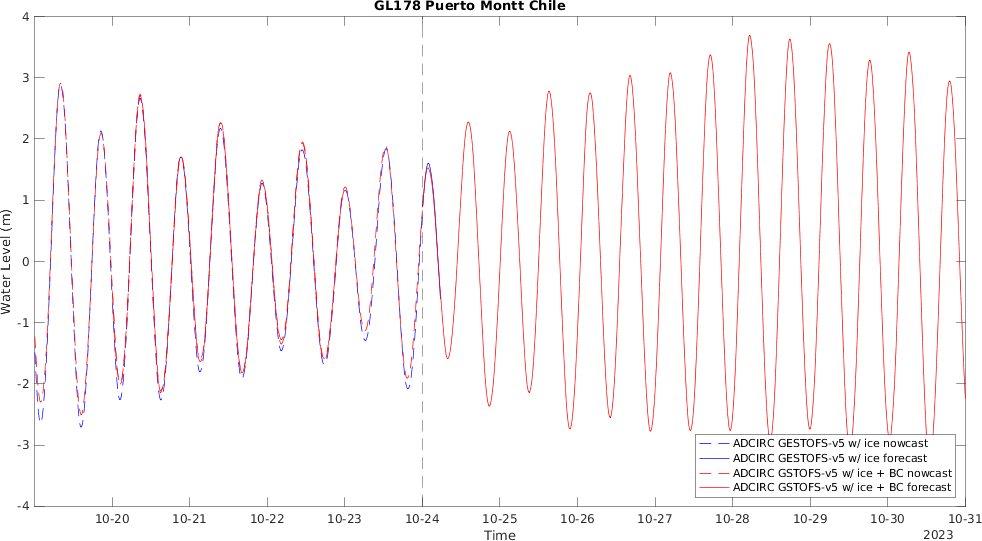 GL178 Puerto Montt Chile
Water Level (m)
4
3
2
1
0
-1
-2
-3
-4
ADCIRC GESTOFS-v5 w/ ice nowcast
ADCIRC GESTOFS-v5 w/ ice forecast
ADCIRC GSTOFS-v5 w/ ice + BC nowcast
ADCIRC GSTOFS-v5 w/ ice + BC forecast
10-20 10-21 10-22 10-23 10-24 10-25 10-26 10-27 10-28 10-29 10-30 10-31
Time 2023